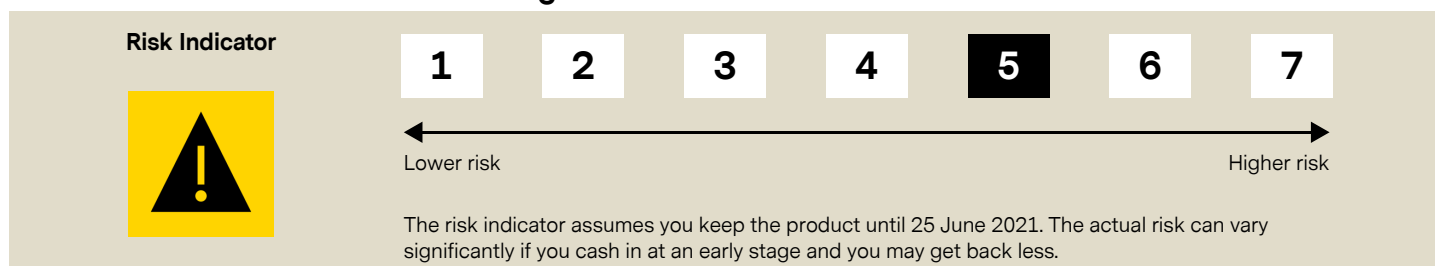 Risk Indicator
1 2 3 4 5 6 7
!
Lower risk Higher risk
The risk indicator assumes you keep the product until 25 June 2021. The actual risk can vary
significantly if you cash in at an early stage and you may get back less.